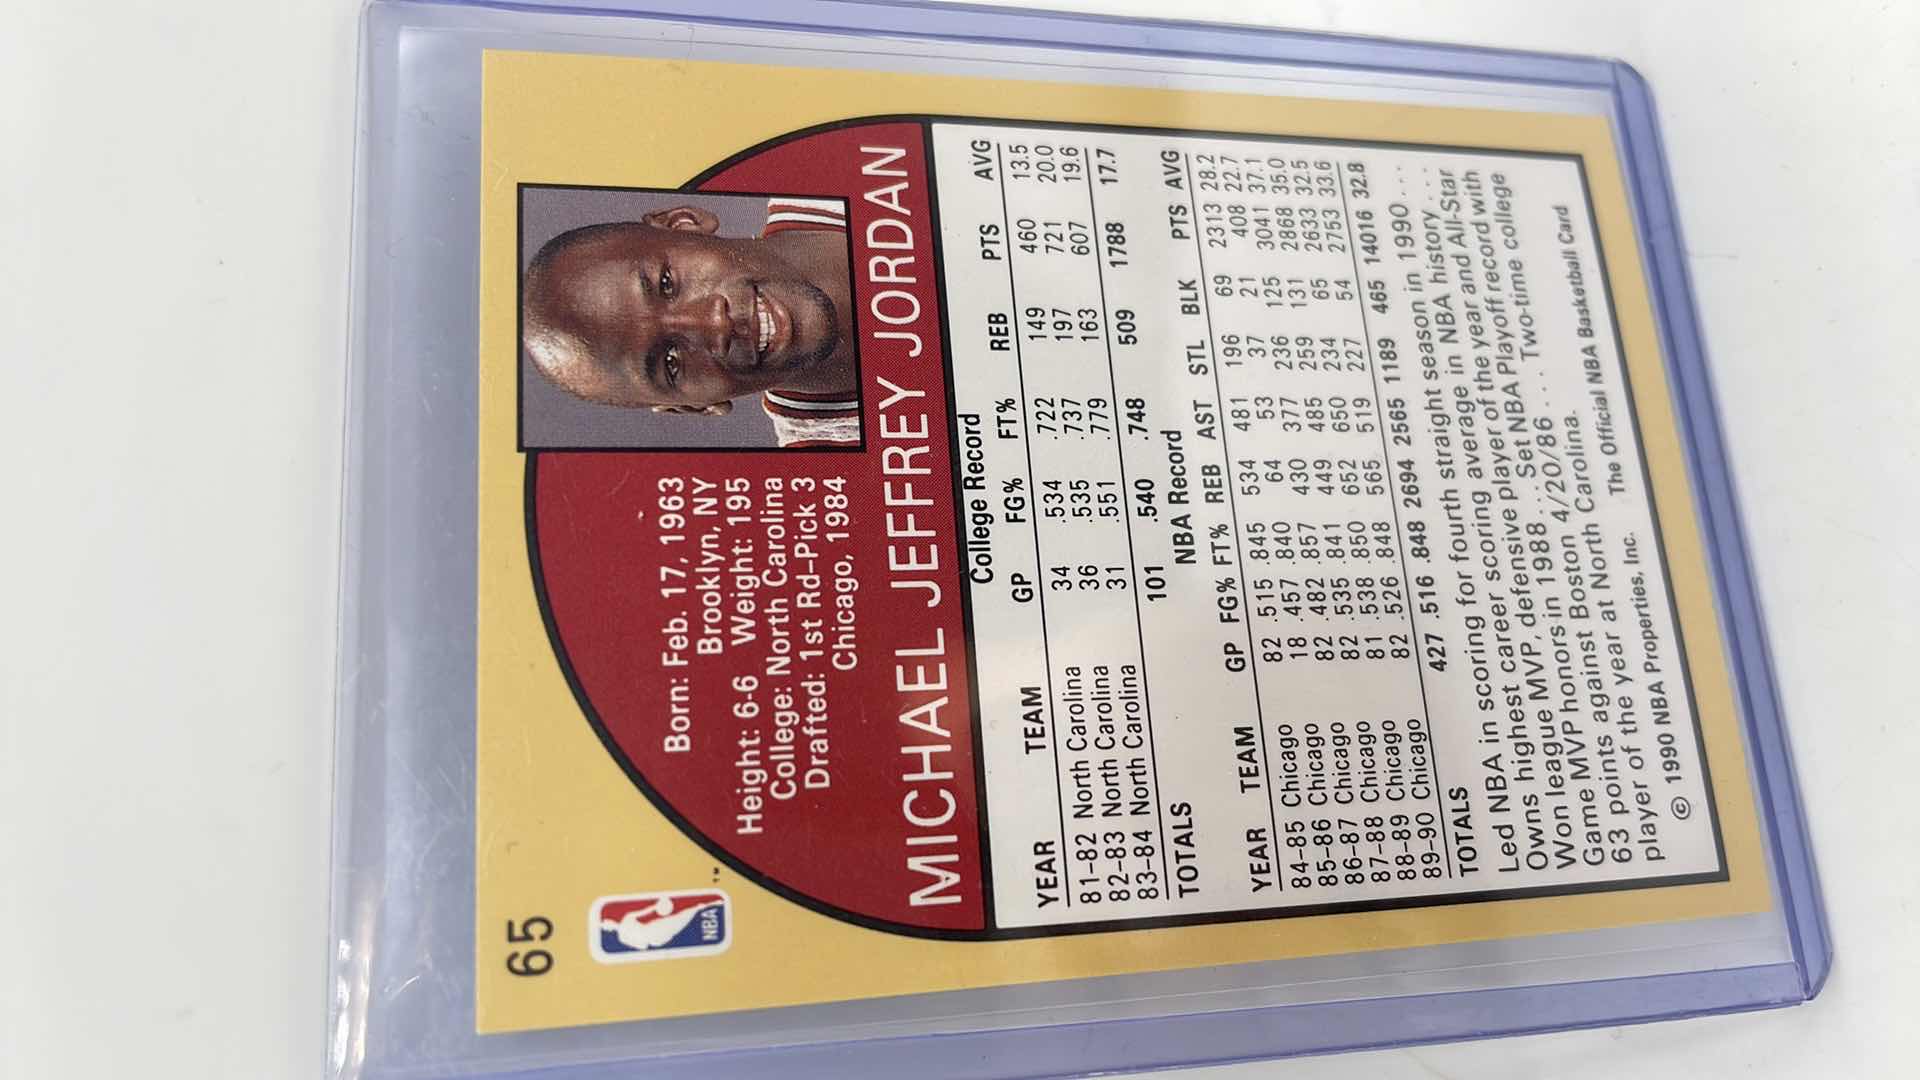 65
NBA
TM
Born: Feb. 17, 1963
Brooklyn, NY
Height: 6-6 Weight: 195
College: North Carolina
Drafted: 1st Rd–Pick 3
Chicago, 1984
MICHAEL JEFFREY JORDAN
College Record
YEAR TEAM GP FG% FT% REB PTS AVG
81–82 North Carolina 34 .534 .722 149 460 13.5
82–83 North Carolina 36 .535 .737 197 721 20.0
83–84 North Carolina 31 .551 .779 163 607 19.6
TOTALS 101 .540 .748 509 1788 17.7
NBA Record
YEAR TEAM GP FG% FT% REB AST STL BLK PTS AVG
84–85 Chicago 82 .515 .845 534 481 196 69 2313 28.2
85–86 Chicago 18 .457 .840 64 53 37 21 408 22.7
86–87 Chicago 82 .482 .857 430 377 236 125 3041 37.1
87–88 Chicago 82 .535 .841 449 485 259 131 2868 35.0
88–89 Chicago 81 .538 .850 652 650 234 65 2633 32.5
89–90 Chicago 82 .526 .848 565 519 227 54 2753 33.6
TOTALS 427 .516 .848 2694 2565 1189 465 14016 32.8
Led NBA in scoring for fourth straight season in 1990 . . .
Owns highest career scoring average in NBA history . . .
Won league MVP, defensive player of the year and All-Star
Game MVP honors in 1988 . . . Set NBA Playoff record with
63 points against Boston 4/20/86 . . . Two-time college
player of the year at North Carolina.
© 1990 NBA Properties, Inc. The Official NBA Basketball Card